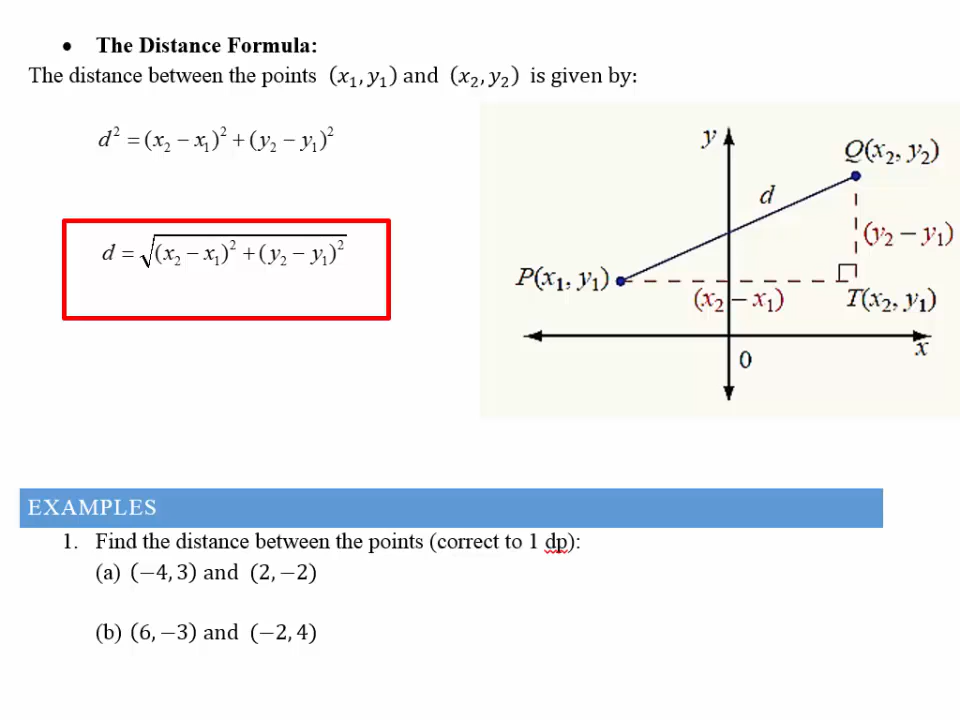 • The Distance Formula:
The distance between the points (x₁, y₁) and (x₂, y₂) is given by:
d² = (x₂ − x₁)² + (y₂ − y₁)²
d = √((x₂ − x₁)² + (y₂ − y₁)²)
y
Q(x₂, y₂)
d
(y₂ − y₁)
P(x₁, y₁)
(x₂ − x₁)
T(x₂, y₁)
x
0
EXAMPLES
1. Find the distance between the points (correct to 1 dp):
(a) (−4, 3) and (2, −2)
(b) (6, −3) and (−2, 4)